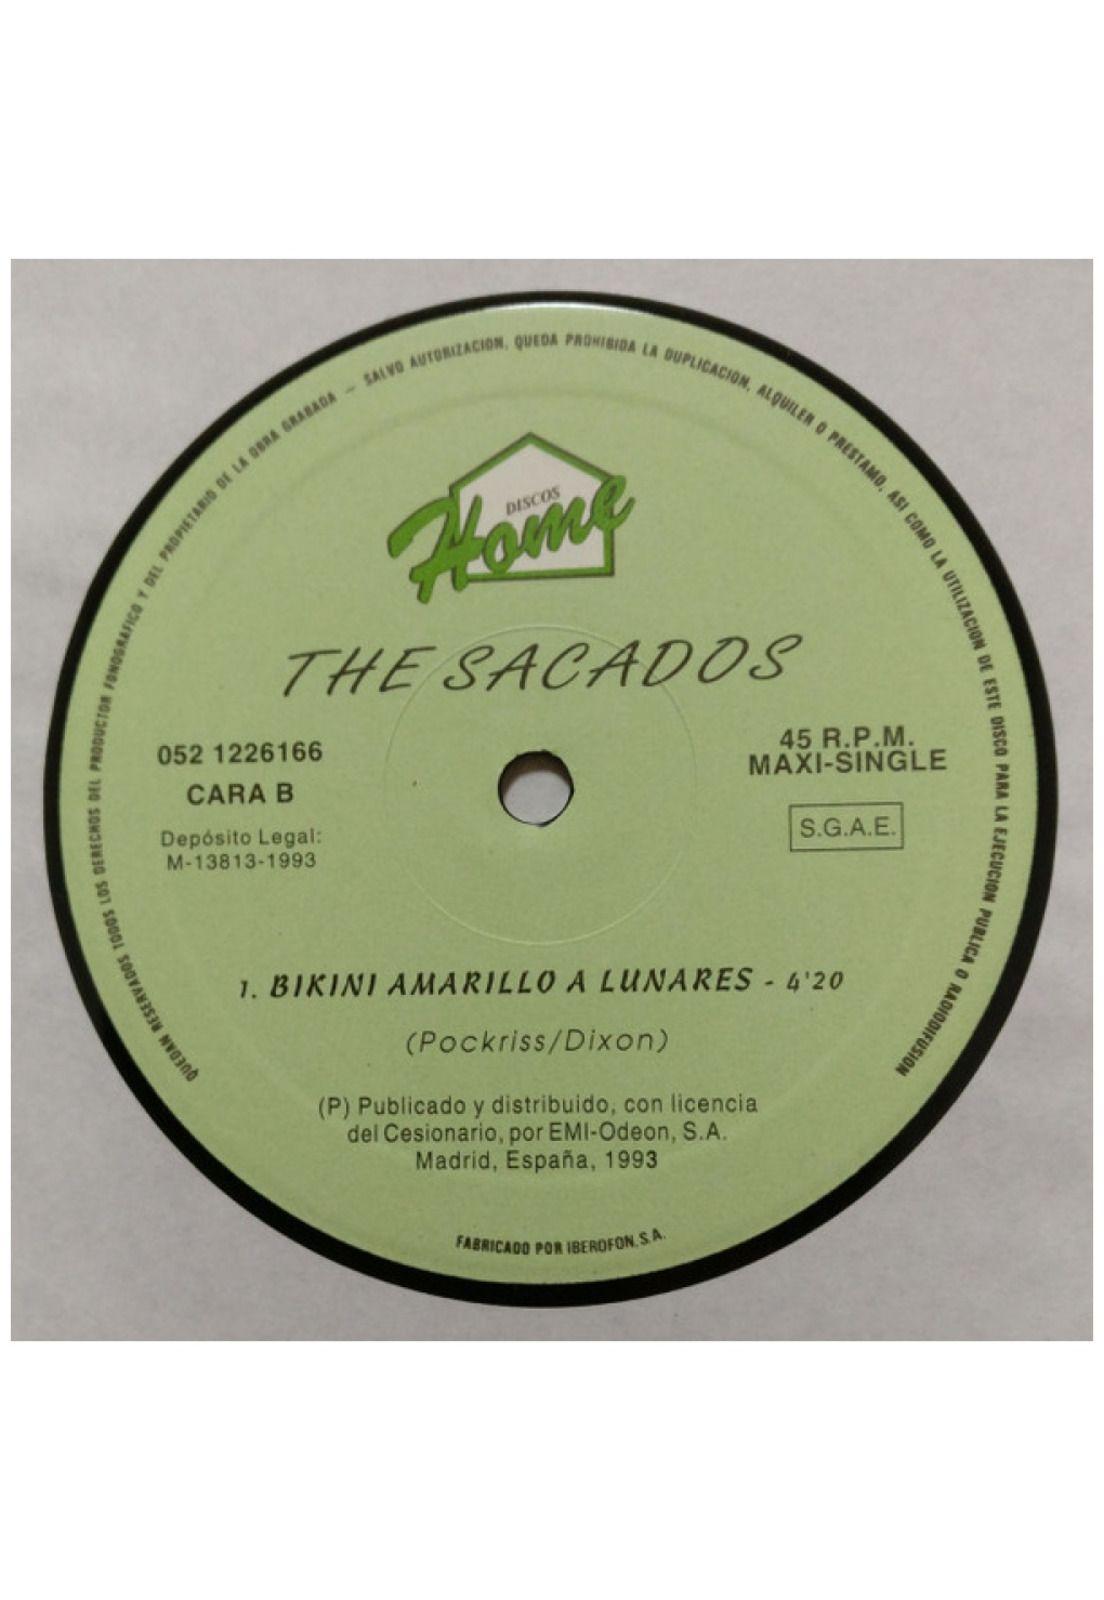 QUEDAN RESERVADOS TODOS LOS DERECHOS DEL PRODUCTOR FONOGRAFICO Y DEL PROPIETARIO DE LA OBRA GRABADA – SALVO AUTORIZACION, QUEDA PROHIBIDA LA DUPLICACION, ALQUILER O PRESTAMO, ASI COMO LA UTILIZACION DE ESTE DISCO PARA LA EJECUCION PUBLICA O RADIODIFUSION
DISCOS
Home
THE SACADOS
052 1226166
CARA B
Depósito Legal:
M-13813-1993
45 R.P.M.
MAXI-SINGLE
S.G.A.E.
1. BIKINI AMARILLO A LUNARES - 4'20
(Pockriss/Dixon)
(P) Publicado y distribuido, con licencia
del Cesionario, por EMI-Odeon, S.A.
Madrid, España, 1993
FABRICADO POR IBEROFON, S.A.